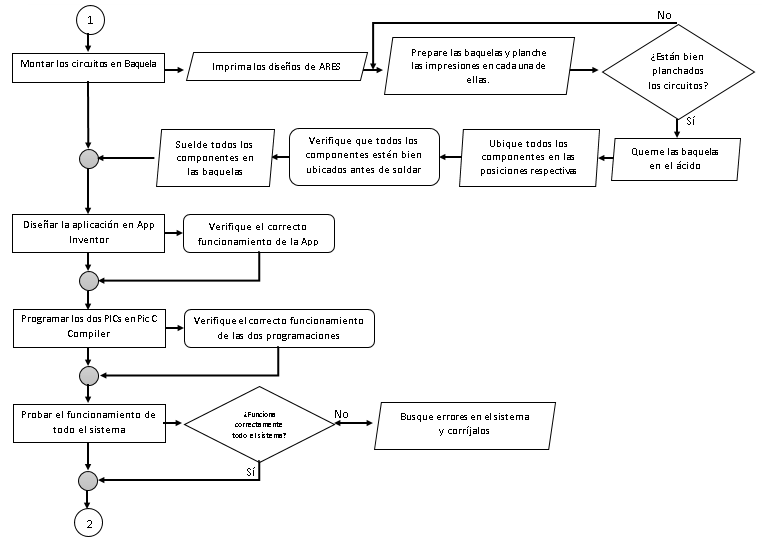 1
No
Montar los circuitos en Baquela
Imprima los diseños de ARES
Prepare las baquelas y planche
las impresiones en cada una de
ellas.
¿Están bien
planchados
los circuitos?
Sí
Suelde todos los
componentes en
las baquelas
Verifique que todos los
componentes estén bien
ubicados antes de soldar
Ubique todos los
componentes en las
posiciones respectivas
Queme las baquelas
en el ácido
Diseñar la aplicación en App
Inventor
Verifique el correcto
funcionamiento de la App
Programar los dos PICs en Pic C
Compiler
Verifique el correcto funcionamiento
de las dos programaciones
Probar el funcionamiento de
todo el sistema
¿Funciona
correctamente
todo el sistema?
No
Busque errores en el sistema
y corríjalos
Sí
2